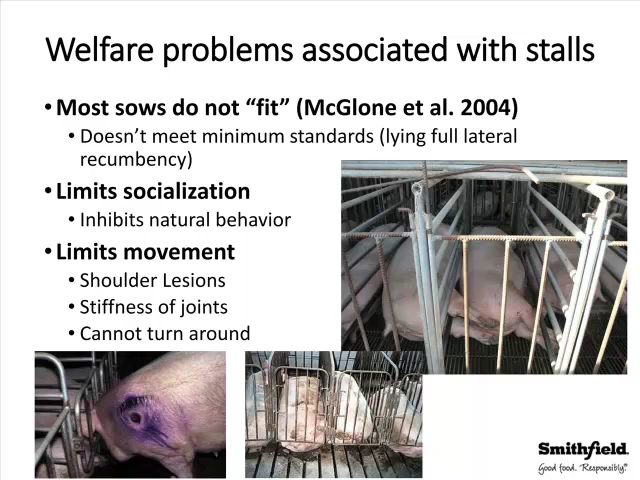 Welfare problems associated with stalls
• Most sows do not “fit” (McGlone et al. 2004)
• Doesn’t meet minimum standards (lying full lateral
recumbency)
• Limits socialization
• Inhibits natural behavior
• Limits movement
• Shoulder Lesions
• Stiffness of joints
• Cannot turn around
Smithfield.
Good food. Responsibly.®